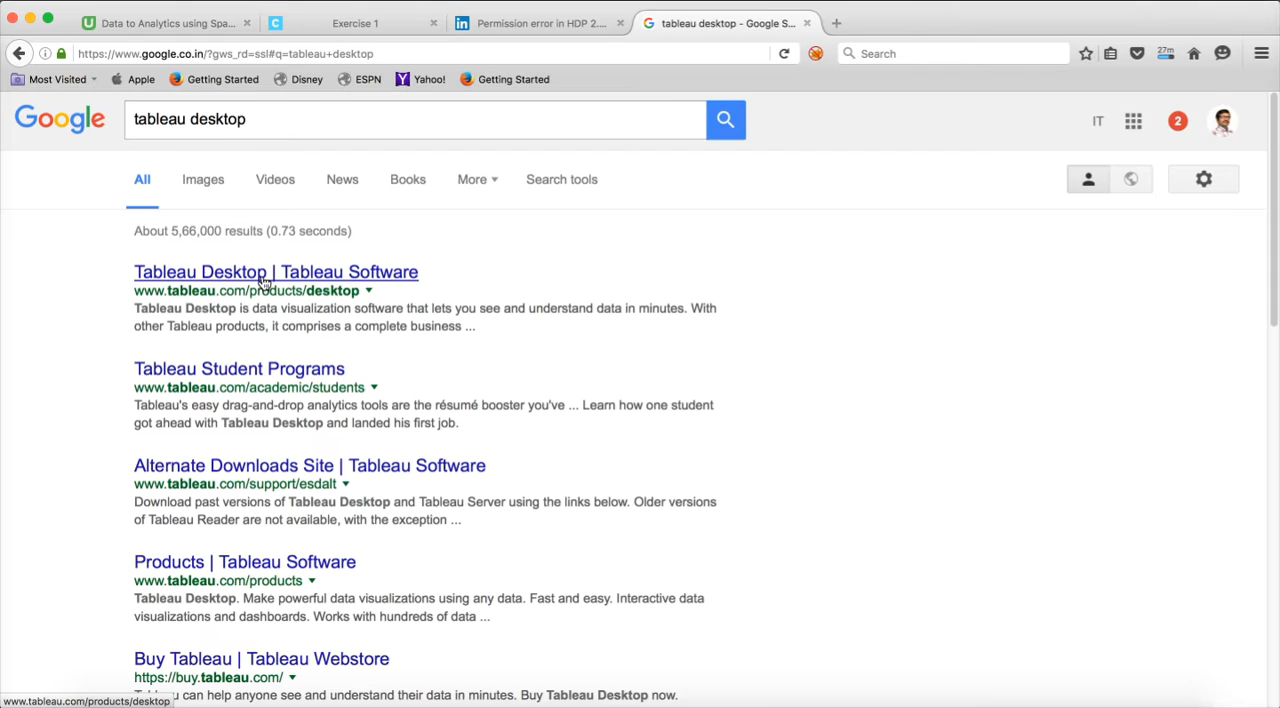 Data to Analytics using Spa...
Exercise 1
Permission error in HDP 2....
tableau desktop - Google S...
https://www.google.co.in/?gws_rd=ssl#q=tableau+desktop
Search
27m
Most Visited
Apple
Getting Started
Disney
ESPN
Yahoo!
Getting Started
Google
tableau desktop
IT
2
All
Images
Videos
News
Books
More
Search tools
About 5,66,000 results (0.73 seconds)
Tableau Desktop | Tableau Software
www.tableau.com/products/desktop
Tableau Desktop is data visualization software that lets you see and understand data in minutes. With
other Tableau products, it comprises a complete business ...
Tableau Student Programs
www.tableau.com/academic/students
Tableau's easy drag-and-drop analytics tools are the résumé booster you've ... Learn how one student
got ahead with Tableau Desktop and landed his first job.
Alternate Downloads Site | Tableau Software
www.tableau.com/support/esdalt
Download past versions of Tableau Desktop and Tableau Server using the links below. Older versions
of Tableau Reader are not available, with the exception ...
Products | Tableau Software
www.tableau.com/products
Tableau Desktop. Make powerful data visualizations using any data. Fast and easy. Interactive data
visualizations and dashboards. Works with hundreds of data ...
Buy Tableau | Tableau Webstore
https://buy.tableau.com/
can help anyone see and understand their data in minutes. Buy Tableau Desktop now.
www.tableau.com/products/desktop